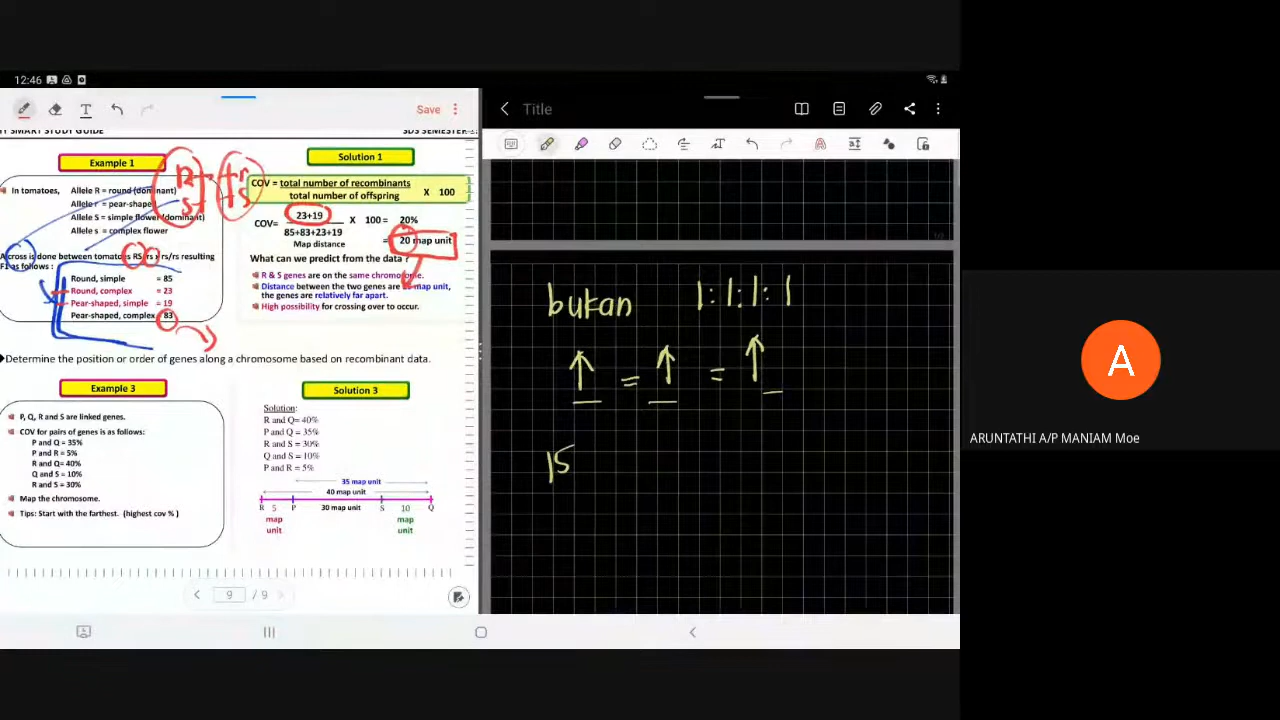 12:46
Save
Title
MY SMART STUDY GUIDE
SDS SEMESTER
Example 1
In tomatoes,
Allele R = round (dominant)
Allele r = pear-shape
Allele S = simple flower (dominant)
Allele s = complex flower
A cross is done between tomatoes RS/rs x rs/rs resulting
F1 as follows :
Round, simple = 85
Round, complex = 23
Pear-shaped, simple = 19
Pear-shaped, complex 83
R r
S s
Solution 1
COV = total number of recombinants X 100
total number of offspring
COV= 23+19 X 100 = 20%
85+83+23+19
Map distance = 20 map unit
What can we predict from the data ?
R & S genes are on the same chromosome.
Distance between the two genes are map unit,
the genes are relatively far apart.
High possibility for crossing over to occur.
Determine the position or order of genes along a chromosome based on recombinant data.
Example 3
P, Q, R and S are linked genes.
COV for pairs of genes is as follows:
P and Q = 35%
P and R = 5%
R and Q= 40%
Q and S = 10%
R and S = 30%
Map the chromosome.
Tips: Start with the farthest. (highest cov % )
Solution 3
Solution:
R and Q= 40%
P and Q = 35%
R and S = 30%
Q and S = 10%
P and R = 5%
35 map unit
40 map unit
R 5 P 30 map unit S 10 Q
map unit
map unit
9 / 9
bukan 1:1:1:1
↑ = ↑ = ↑
15
A
ARUNTATHI A/P MANIAM Moe